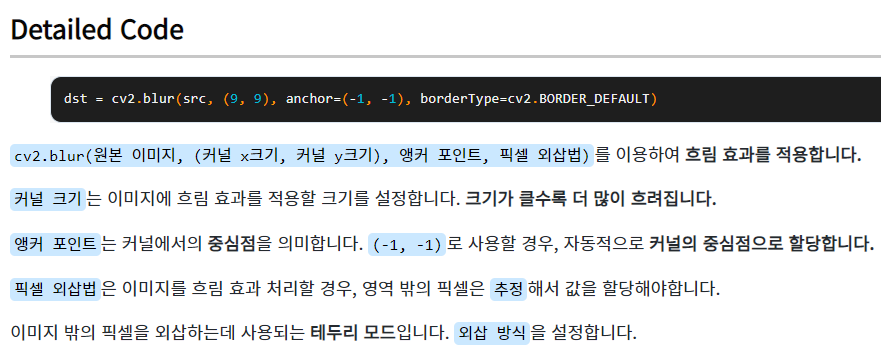 Detailed Code
dst = cv2.blur(src, (9, 9), anchor=(-1, -1), borderType=cv2.BORDER_DEFAULT)
cv2.blur(원본 이미지, (커널 x크기, 커널 y크기), 앵커 포인트, 픽셀 외삽법)를 이용하여 흐림 효과를 적용합니다.
커널 크기는 이미지에 흐림 효과를 적용할 크기를 설정합니다. 크기가 클수록 더 많이 흐려집니다.
앵커 포인트는 커널에서의 중심점을 의미합니다. (-1, -1)로 사용할 경우, 자동적으로 커널의 중심점으로 할당합니다.
픽셀 외삽법은 이미지를 흐림 효과 처리할 경우, 영역 밖의 픽셀은 추정해서 값을 할당해야합니다.
이미지 밖의 픽셀을 외삽하는데 사용되는 테두리 모드입니다. 외삽 방식을 설정합니다.